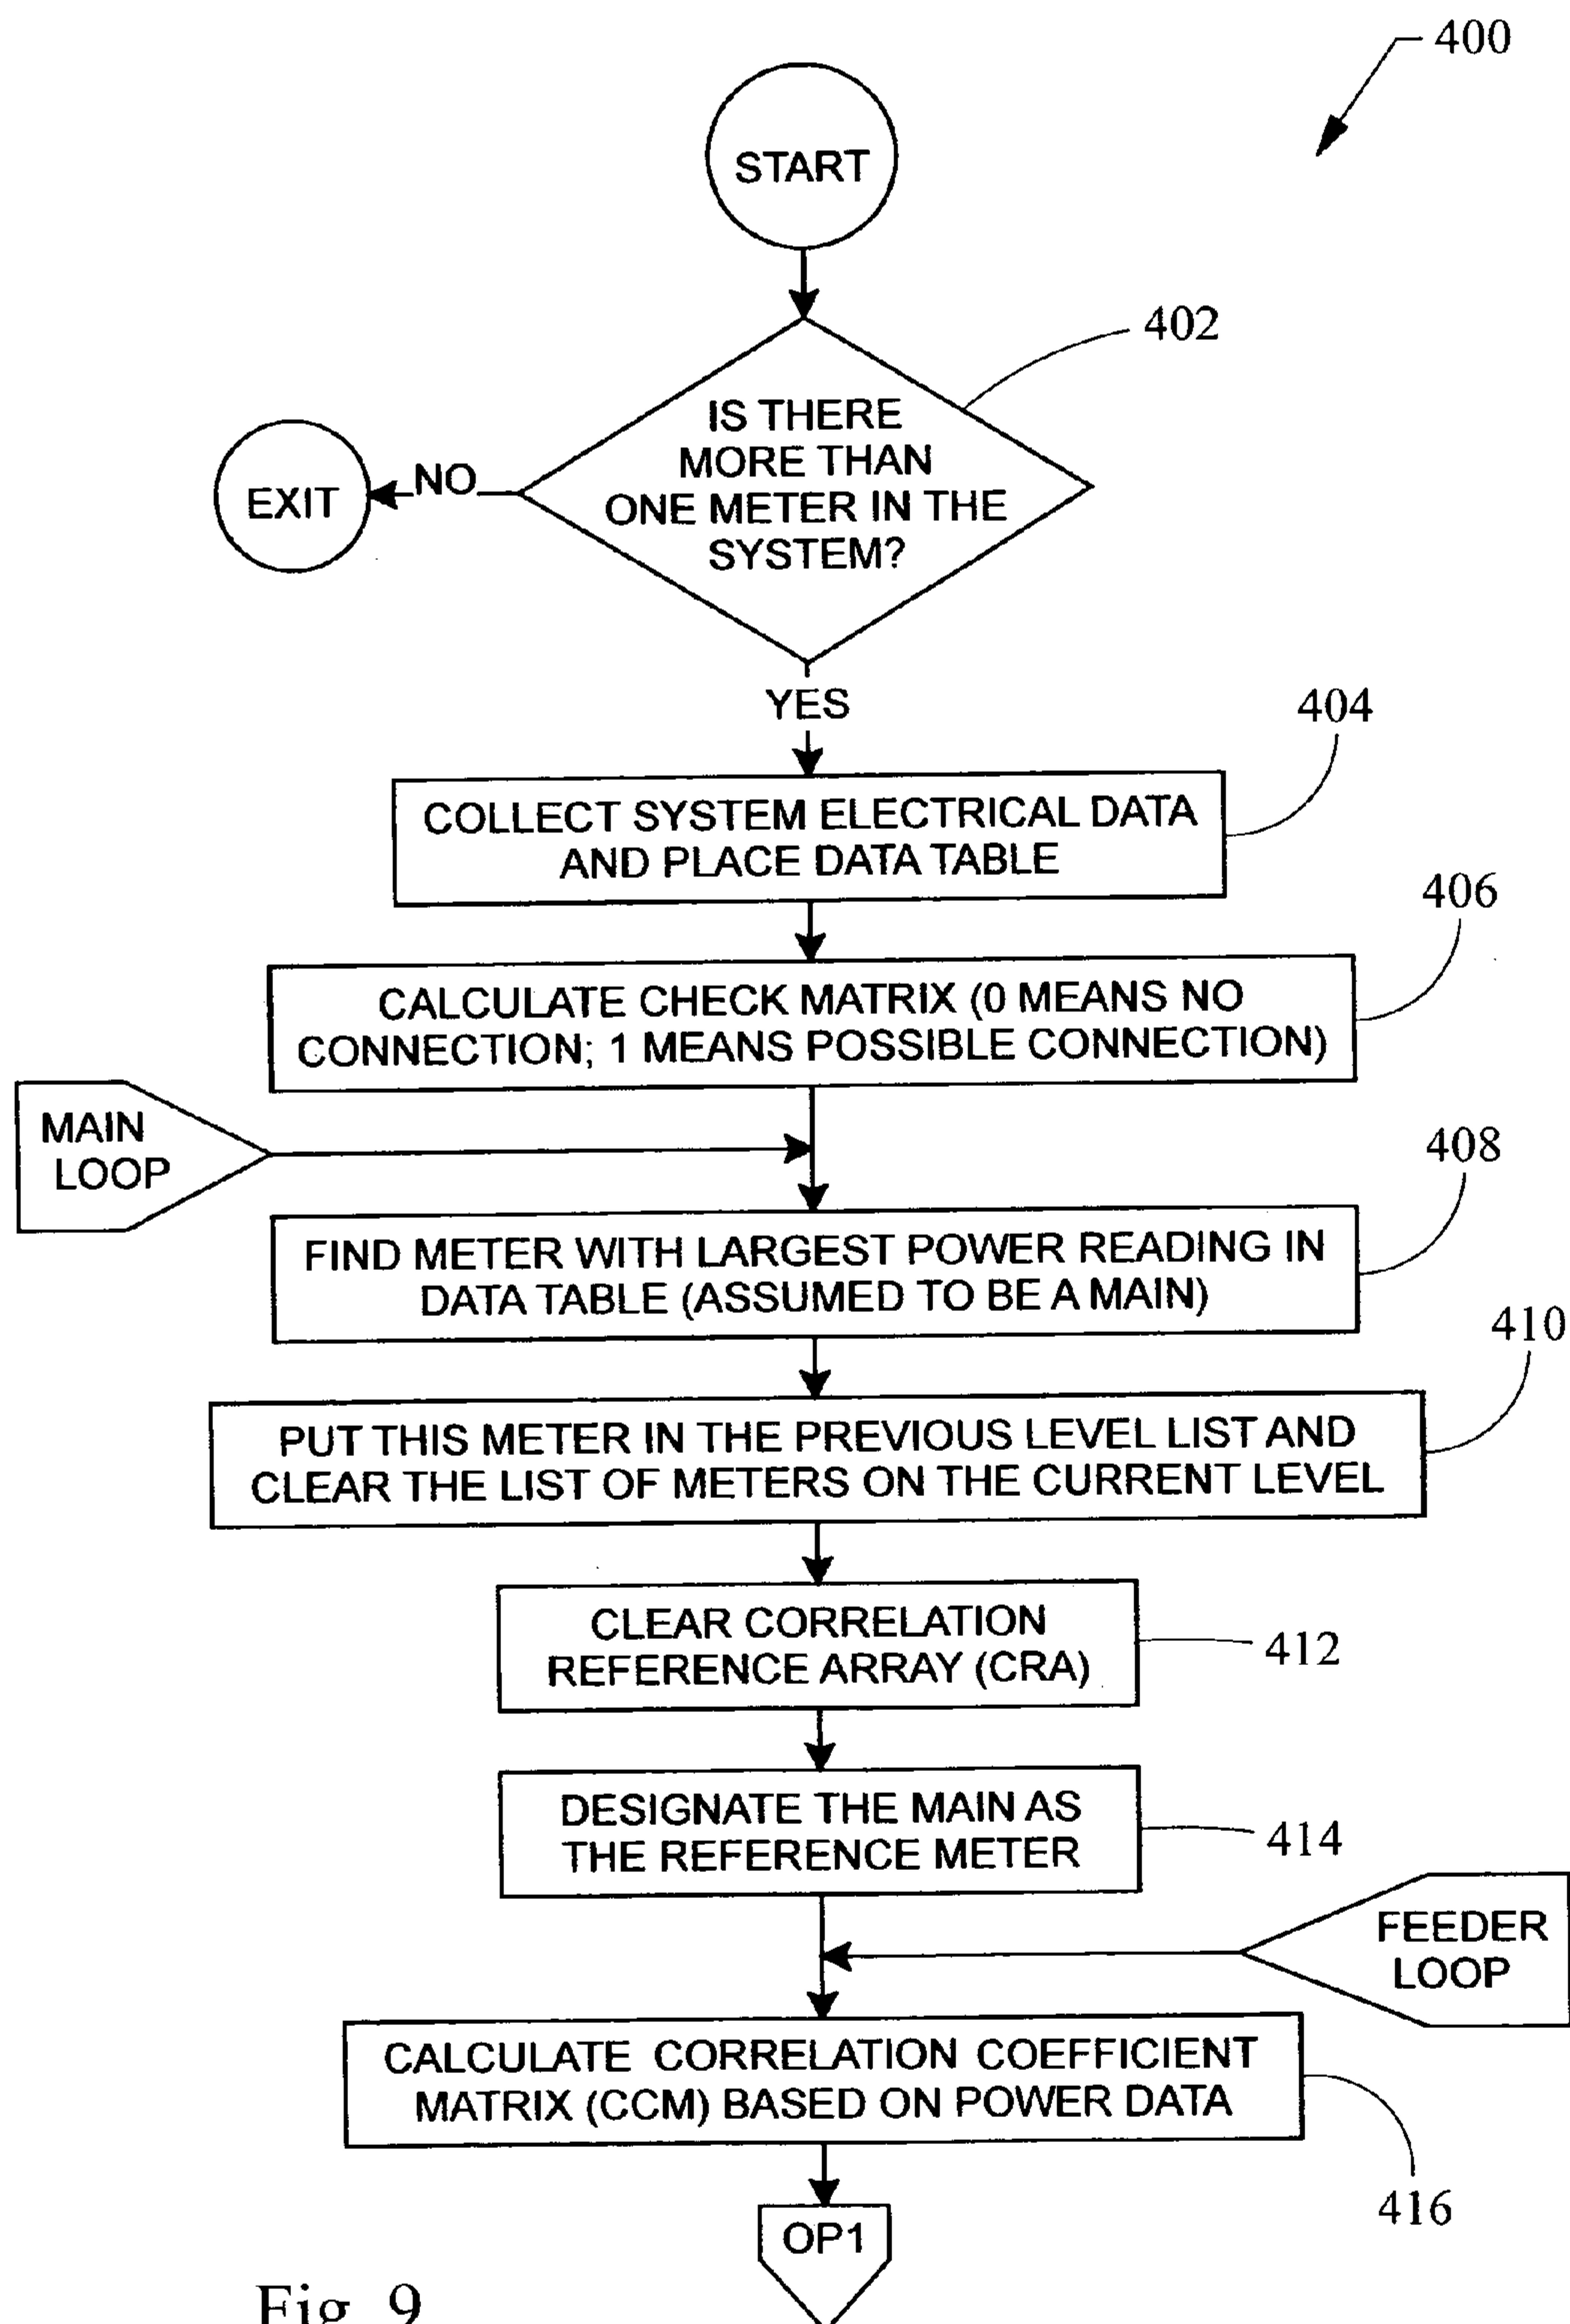 400
START
402
IS THERE
MORE THAN
ONE METER IN THE
SYSTEM?
NO
EXIT
YES
404
COLLECT SYSTEM ELECTRICAL DATA
AND PLACE DATA TABLE
406
CALCULATE CHECK MATRIX (0 MEANS NO
CONNECTION; 1 MEANS POSSIBLE CONNECTION)
MAIN
LOOP
408
FIND METER WITH LARGEST POWER READING IN
DATA TABLE (ASSUMED TO BE A MAIN)
410
PUT THIS METER IN THE PREVIOUS LEVEL LIST AND
CLEAR THE LIST OF METERS ON THE CURRENT LEVEL
CLEAR CORRELATION
REFERENCE ARRAY (CRA)
412
DESIGNATE THE MAIN AS
THE REFERENCE METER
414
FEEDER
LOOP
CALCULATE CORRELATION COEFFICIENT
MATRIX (CCM) BASED ON POWER DATA
416
OP1
Fig. 9